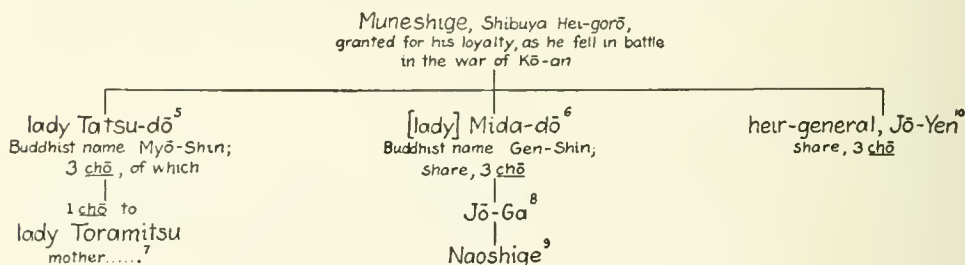 Muneshige, Shibuya Hei-gorō,
granted for his loyalty, as he fell in battle
in the war of Kō-an
lady Tatsu-dō⁵
Buddhist name Myō-Shin;
3 chō, of which
1 chō to
lady Toramitsu
mother......⁷
[lady] Mida-dō⁶
Buddhist name Gen-Shin;
share, 3 chō
Jō-Ga⁸
Naoshige⁹
heir-general, Jō-Yen¹⁰
share, 3 chō